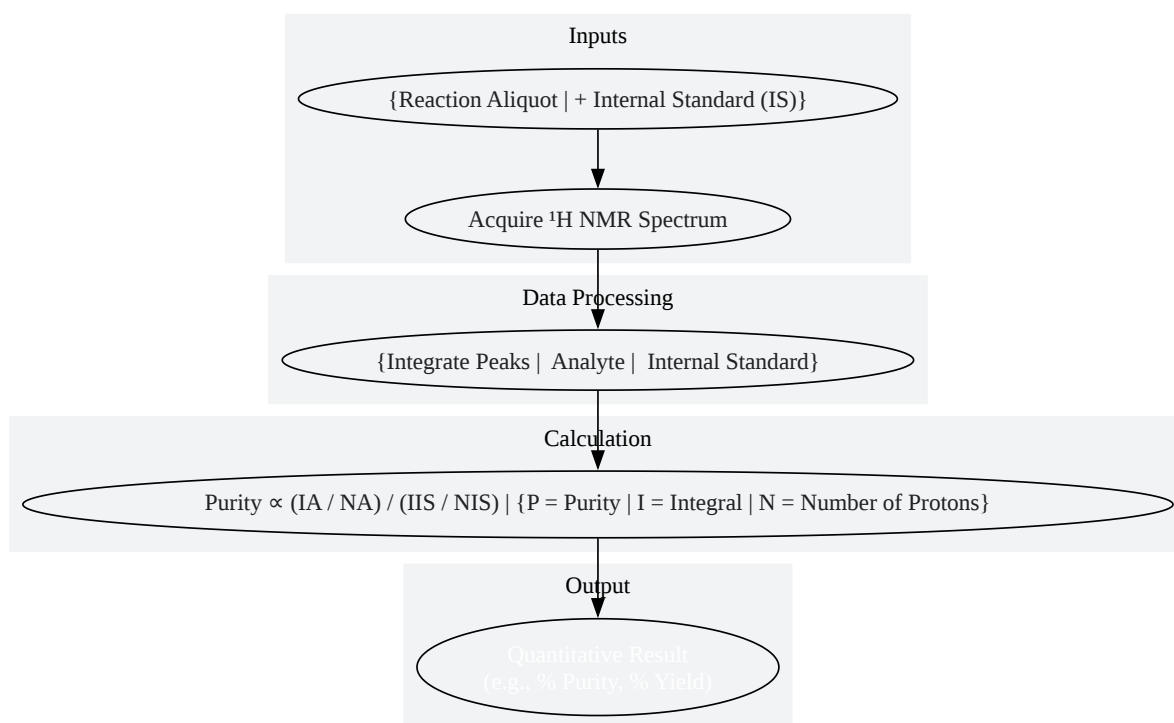 Inputs
{Reaction Aliquot | + Internal Standard (IS)}
Acquire ¹H NMR Spectrum
Data Processing
{Integrate Peaks | Analyte | Internal Standard}
Calculation
Purity ∝ (IA / NA) / (IIS / NIS) | {P = Purity | I = Integral | N = Number of Protons}
Output
Quantitative Result
(e.g., % Purity, % Yield)